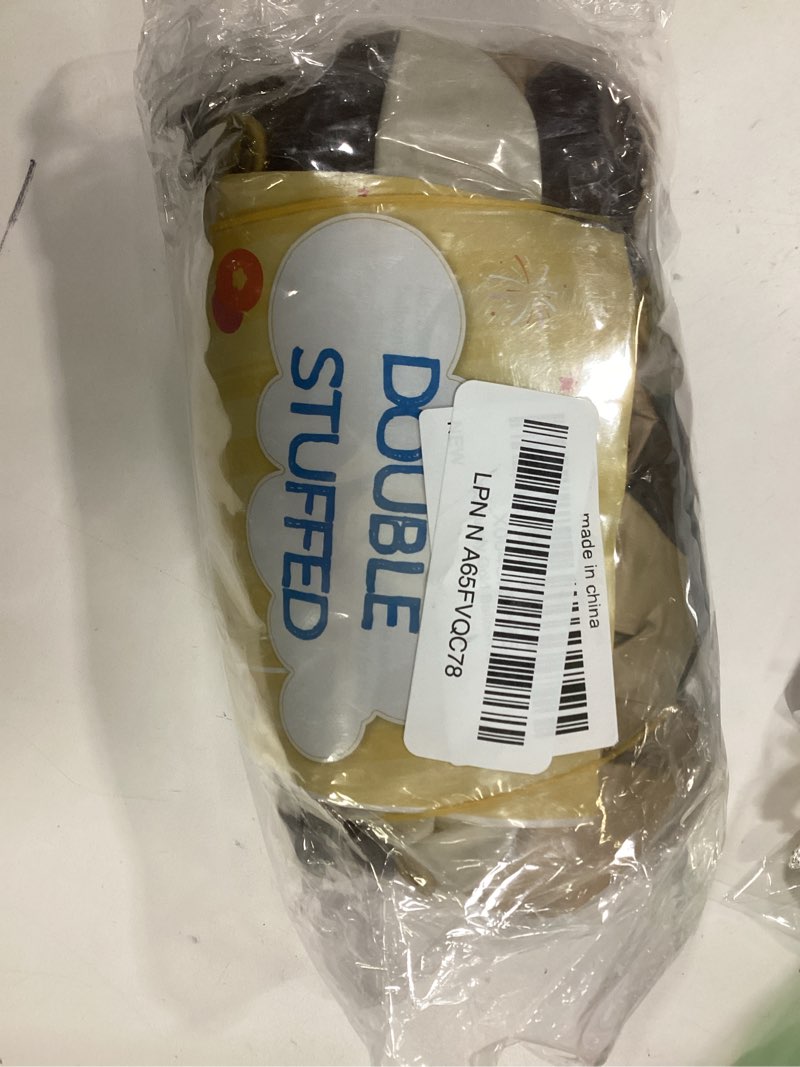 DOUBLE
STUFFED
made in china
LPN N A65FVQC78